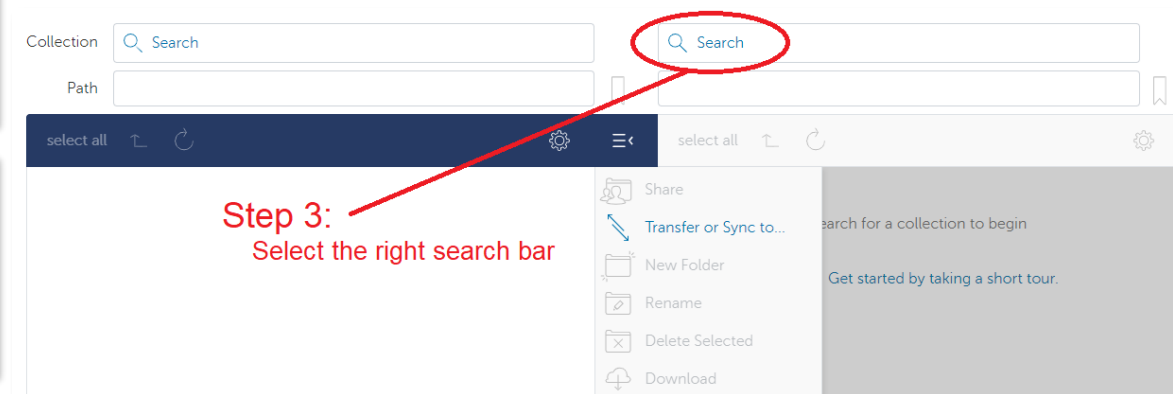 Collection Search Search
Path
select all select all
Step 3:
Select the right search bar
Share
Transfer or Sync to...
New Folder
Rename
Delete Selected
Download
earch for a collection to begin
Get started by taking a short tour.